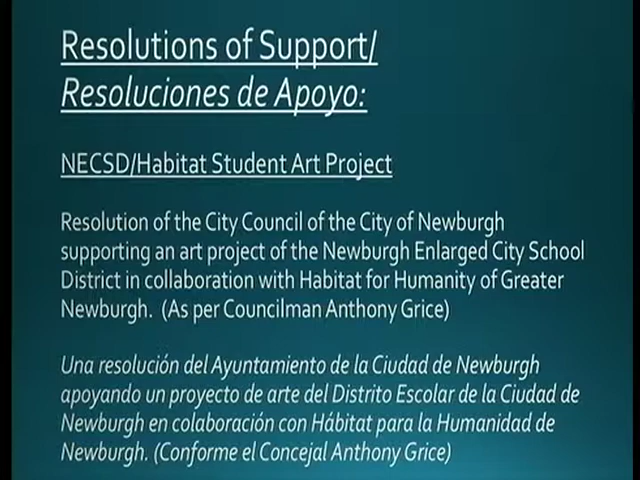 Resolutions of Support/
Resoluciones de Apoyo:
NECSD/Habitat Student Art Project
Resolution of the City Council of the City of Newburgh
supporting an art project of the Newburgh Enlarged City School
District in collaboration with Habitat for Humanity of Greater
Newburgh. (As per Councilman Anthony Grice)
Una resolución del Ayuntamiento de la Ciudad de Newburgh
apoyando un proyecto de arte del Distrito Escolar de la Ciudad de
Newburgh en colaboración con Hábitat para la Humanidad de
Newburgh. (Conforme el Concejal Anthony Grice)